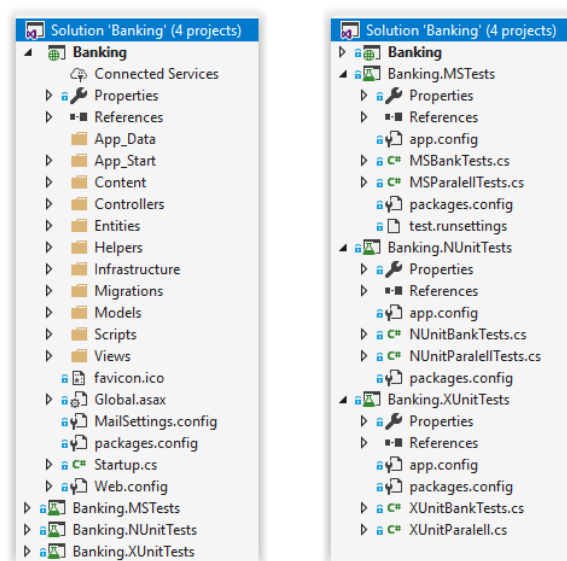 Solution 'Banking' (4 projects)
Banking
Connected Services
Properties
References
App_Data
App_Start
Content
Controllers
Entities
Helpers
Infrastructure
Migrations
Models
Scripts
Views
favicon.ico
Global.asax
MailSettings.config
packages.config
C# Startup.cs
Web.config
Banking.MSTests
Banking.NUnitTests
Banking.XUnitTests
Solution 'Banking' (4 projects)
Banking
Banking.MSTests
Properties
References
app.config
C# MSBankTests.cs
C# MSParalellTests.cs
packages.config
test.runsettings
Banking.NUnitTests
Properties
References
app.config
C# NUnitBankTests.cs
C# NUnitParalellTests.cs
packages.config
Banking.XUnitTests
Properties
References
app.config
packages.config
C# XUnitBankTests.cs
C# XUnitParalell.cs